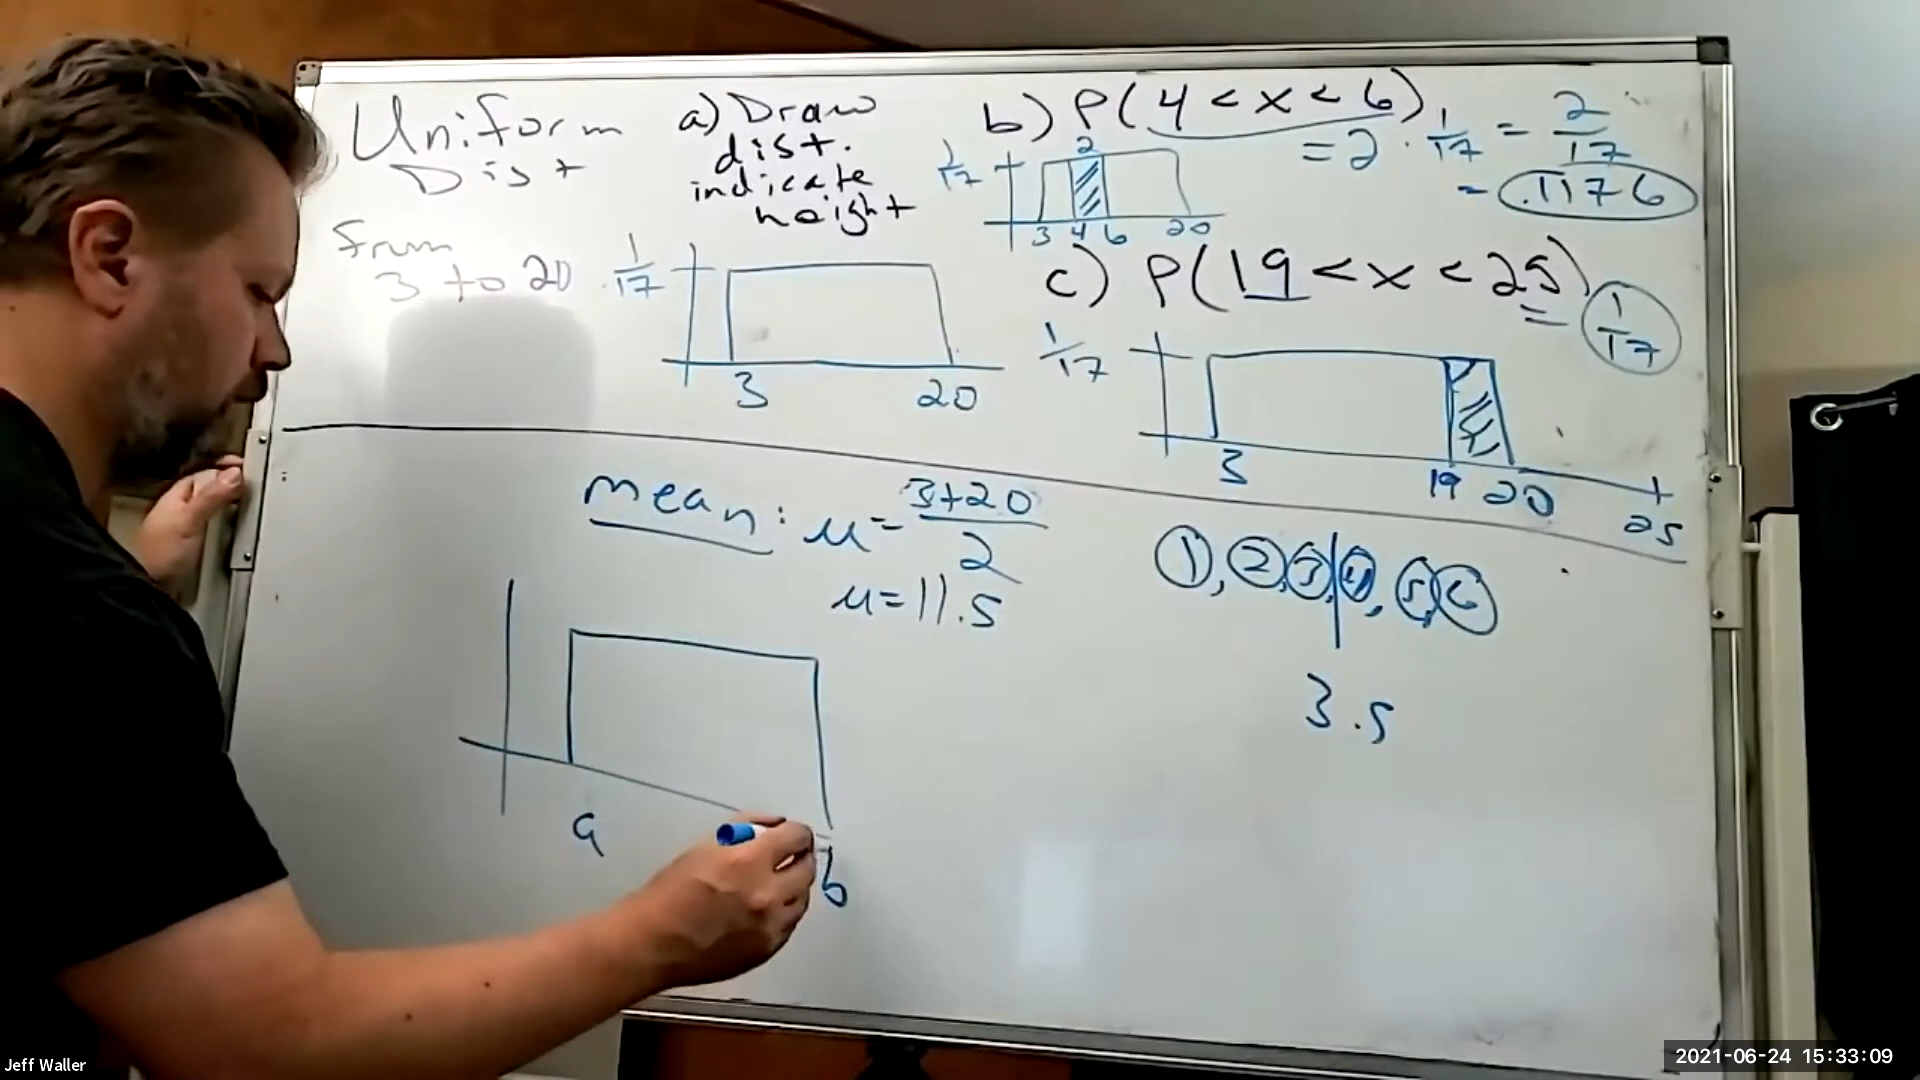 Uniform
Dist
from
3 to 20
a) Draw
dist.
indicate
height
1/17
3 20
b) P(4 < x < 6)
= 2 · 1/17 = 2/17
= .1176
1/17
2
3 4 6 20
c) P(19 < x < 25)
= 1/17
1/17
3 19 20 25
mean: μ = 3+20/2
μ = 11.5
1, 2, 3, 4, 5, 6
3.5
a b
Jeff Waller
2021-06-24 15:33:09